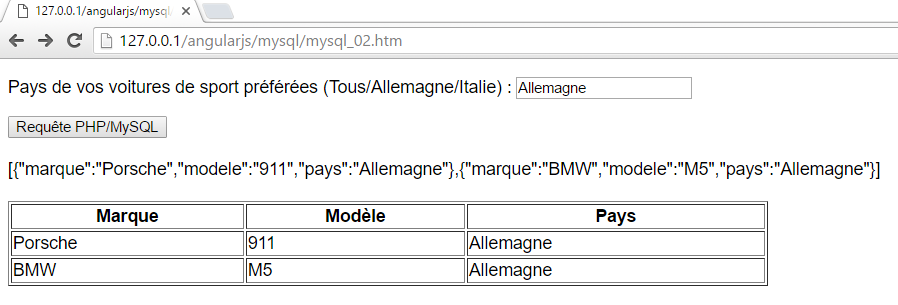 127.0.0.1/angularjs/mysql
127.0.0.1/angularjs/mysql/mysql_02.htm
Pays de vos voitures de sport préférées (Tous/Allemagne/Italie) : Allemagne
Requête PHP/MySQL
[{"marque":"Porsche","modele":"911","pays":"Allemagne"},{"marque":"BMW","modele":"M5","pays":"Allemagne"}]
Marque Modèle Pays
Porsche 911 Allemagne
BMW M5 Allemagne